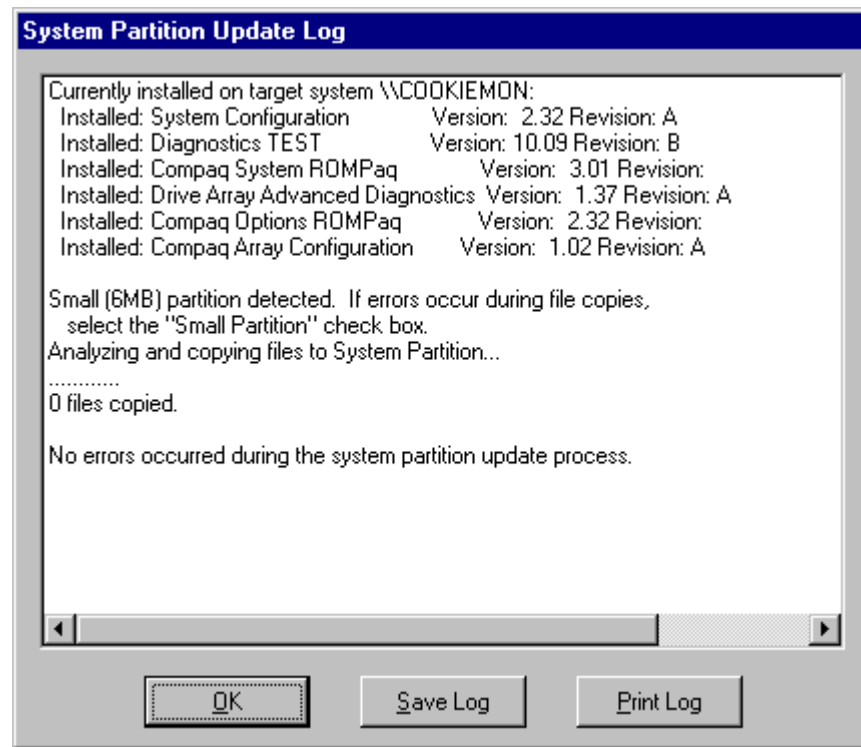 System Partition Update Log
Currently installed on target system \\COOKIEMON:
Installed: System Configuration Version: 2.32 Revision: A
Installed: Diagnostics TEST Version: 10.09 Revision: B
Installed: Compaq System ROMPaq Version: 3.01 Revision:
Installed: Drive Array Advanced Diagnostics Version: 1.37 Revision: A
Installed: Compaq Options ROMPaq Version: 2.32 Revision:
Installed: Compaq Array Configuration Version: 1.02 Revision: A
Small (6MB) partition detected. If errors occur during file copies,
select the "Small Partition" check box.
Analyzing and copying files to System Partition...
............
0 files copied.
No errors occurred during the system partition update process.
OK Save Log Print Log